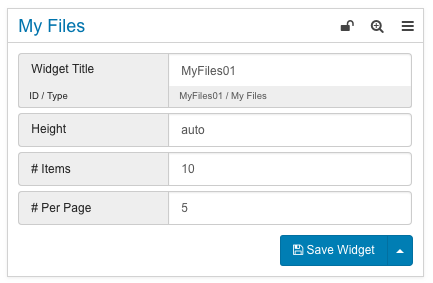 My Files
Widget Title MyFiles01
ID / Type MyFiles01 / My Files
Height auto
# Items 10
# Per Page 5
Save Widget